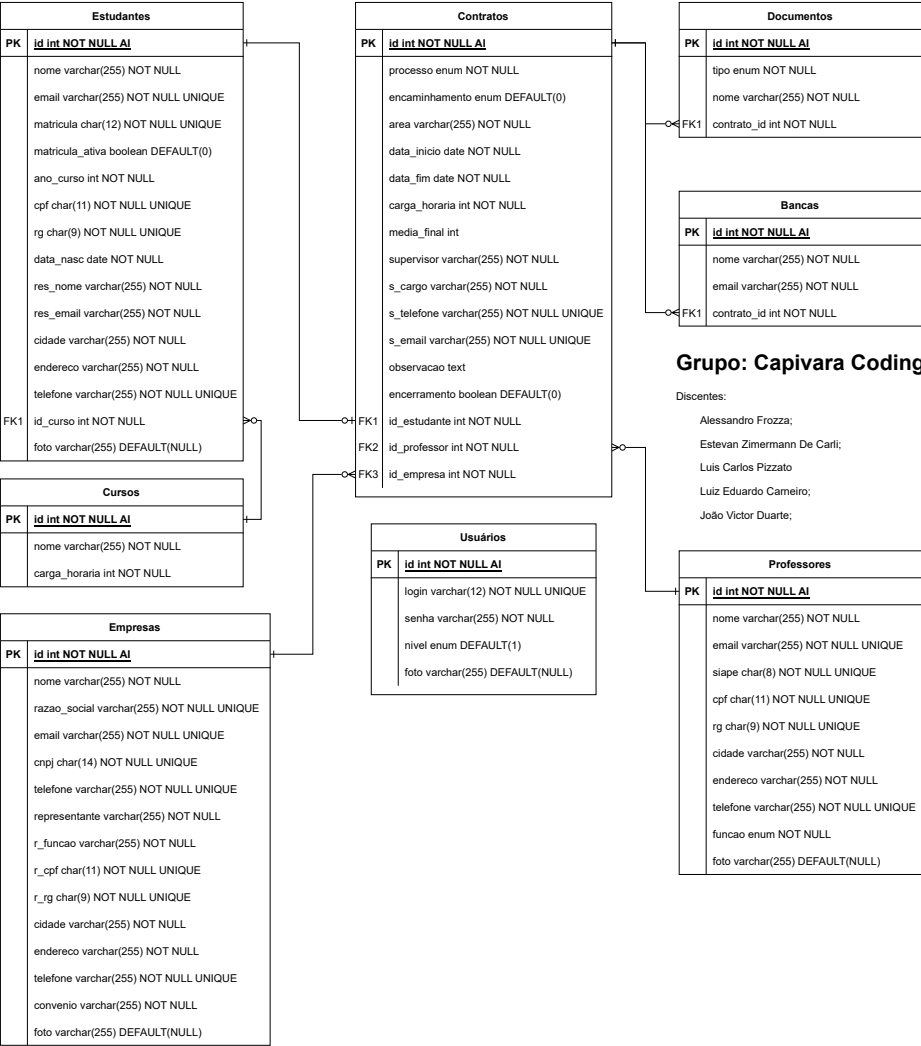 Estudantes
PK id int NOT NULL AI
nome varchar(255) NOT NULL
email varchar(255) NOT NULL UNIQUE
matricula char(12) NOT NULL UNIQUE
matricula_ativa boolean DEFAULT(0)
ano_curso int NOT NULL
cpf char(11) NOT NULL UNIQUE
rg char(9) NOT NULL UNIQUE
data_nasc date NOT NULL
res_nome varchar(255) NOT NULL
res_email varchar(255) NOT NULL
cidade varchar(255) NOT NULL
endereco varchar(255) NOT NULL
telefone varchar(255) NOT NULL UNIQUE
FK1 id_curso int NOT NULL
foto varchar(255) DEFAULT(NULL)
Cursos
PK id int NOT NULL AI
nome varchar(255) NOT NULL
carga_horaria int NOT NULL
Empresas
PK id int NOT NULL AI
nome varchar(255) NOT NULL
razao_social varchar(255) NOT NULL UNIQUE
email varchar(255) NOT NULL UNIQUE
cnpj char(14) NOT NULL UNIQUE
telefone varchar(255) NOT NULL UNIQUE
representante varchar(255) NOT NULL
r_funcao varchar(255) NOT NULL
r_cpf char(11) NOT NULL UNIQUE
r_rg char(9) NOT NULL UNIQUE
cidade varchar(255) NOT NULL
endereco varchar(255) NOT NULL
telefone varchar(255) NOT NULL UNIQUE
convenio varchar(255) NOT NULL
foto varchar(255) DEFAULT(NULL)
Contratos
PK id int NOT NULL AI
processo enum NOT NULL
encaminhamento enum DEFAULT(0)
area varchar(255) NOT NULL
data_inicio date NOT NULL
data_fim date NOT NULL
carga_horaria int NOT NULL
media_final int
supervisor varchar(255) NOT NULL
s_cargo varchar(255) NOT NULL
s_telefone varchar(255) NOT NULL UNIQUE
s_email varchar(255) NOT NULL UNIQUE
observacao text
encerramento boolean DEFAULT(0)
FK1 id_estudante int NOT NULL
FK2 id_professor int NOT NULL
FK3 id_empresa int NOT NULL
Usuários
PK id int NOT NULL AI
login varchar(12) NOT NULL UNIQUE
senha varchar(255) NOT NULL
nivel enum DEFAULT(1)
foto varchar(255) DEFAULT(NULL)
Documentos
PK id int NOT NULL AI
tipo enum NOT NULL
nome varchar(255) NOT NULL
FK1 contrato_id int NOT NULL
Bancas
PK id int NOT NULL AI
nome varchar(255) NOT NULL
email varchar(255) NOT NULL
FK1 contrato_id int NOT NULL
Grupo: Capivara Coding
Discentes:
Alessandro Frozza;
Estevan Zimermann De Carli;
Luis Carlos Pizzato
Luiz Eduardo Carneiro;
João Victor Duarte;
Professores
PK id int NOT NULL AI
nome varchar(255) NOT NULL
email varchar(255) NOT NULL UNIQUE
siape char(8) NOT NULL UNIQUE
cpf char(11) NOT NULL UNIQUE
rg char(9) NOT NULL UNIQUE
cidade varchar(255) NOT NULL
endereco varchar(255) NOT NULL
telefone varchar(255) NOT NULL UNIQUE
funcao enum NOT NULL
foto varchar(255) DEFAULT(NULL)